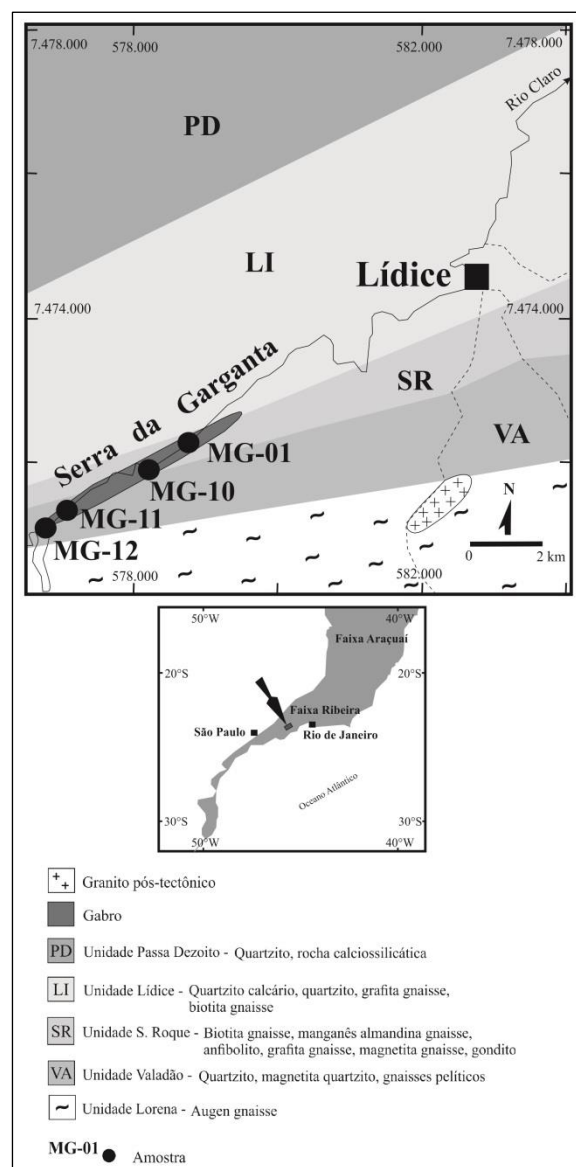 7.478.000
578.000
582.000
7.478.000
Rio Claro
PD
LI
Lídice
7.474.000
7.474.000
Serra da Garganta
SR
VA
MG-01
MG-10
MG-11
MG-12
N
2 km
578.000
582.000
50°W
40°W
Faixa Araçuaí
20°S
20°S
Faixa Ribeira
São Paulo
Rio de Janeiro
Oceano Atlântico
30°S
30°S
50°W
40°W
Granito pós-tectônico
Gabro
PD Unidade Passa Dezoito - Quartzito, rocha calciossilicática
LI Unidade Lídice - Quartzito calcário, quartzito, grafita gnaisse,
biotita gnaisse
SR Unidade S. Roque - Biotita gnaisse, manganês almandina gnaisse,
anfibolito, grafita gnaisse, magnetita gnaisse, gondito
VA Unidade Valadão - Quartzito, magnetita quartzito, gnaisses pelíticos
Unidade Lorena - Augen gnaisse
MG-01 Amostra